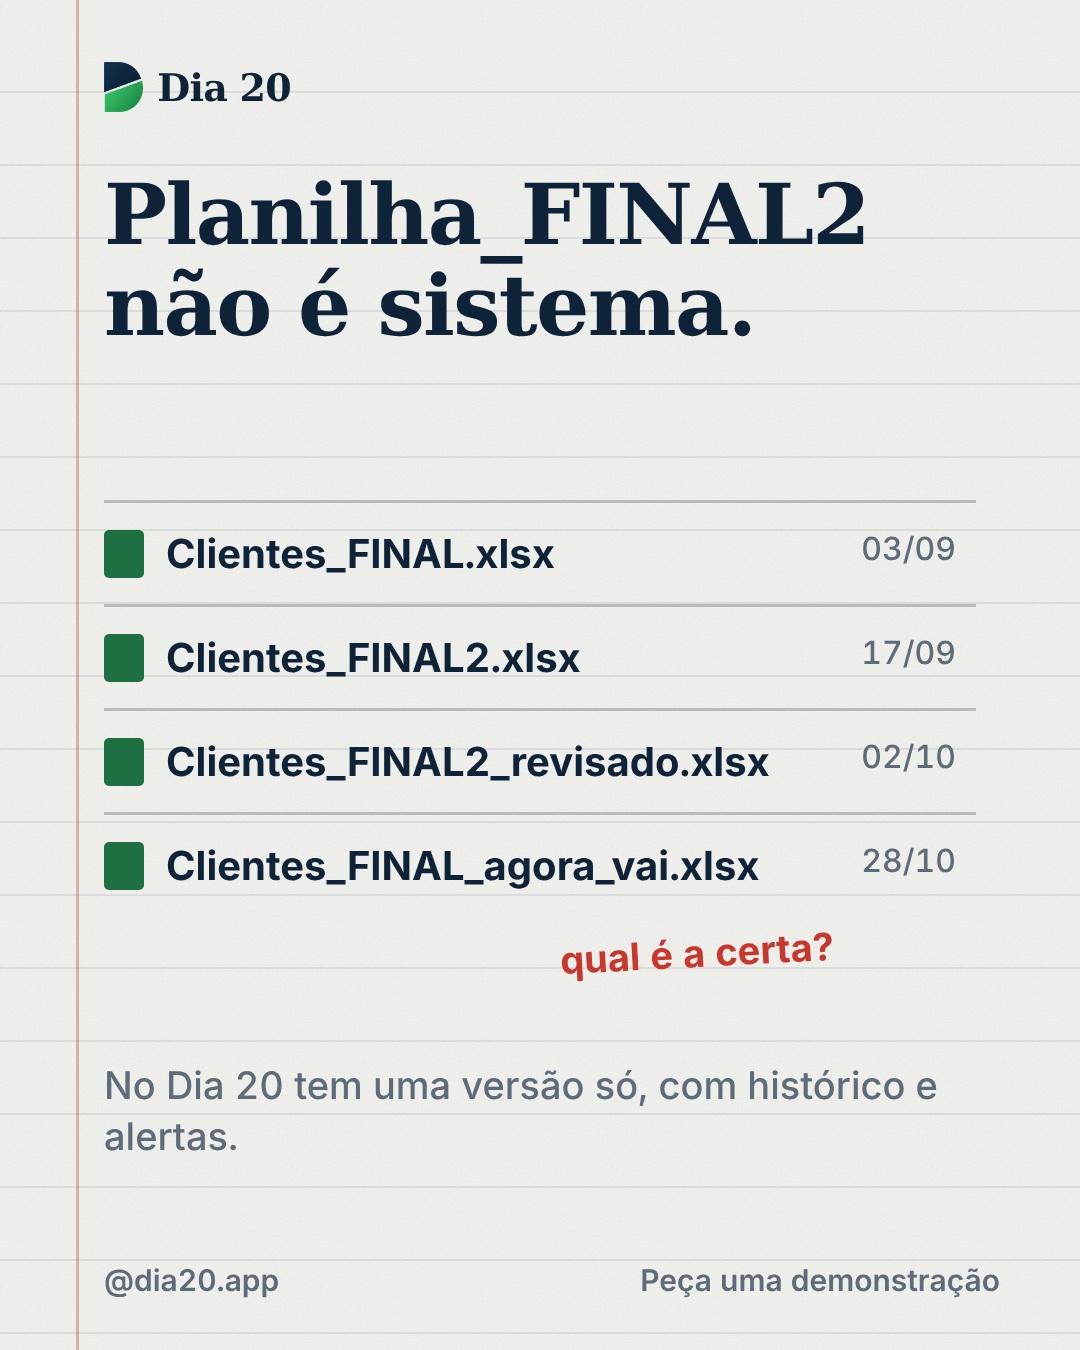 Dia 20
Planilha_FINAL2
não é sistema.
Clientes_FINAL.xlsx 03/09
Clientes_FINAL2.xlsx 17/09
Clientes_FINAL2_revisado.xlsx 02/10
Clientes_FINAL_agora_vai.xlsx 28/10
qual é a certa?
No Dia 20 tem uma versão só, com histórico e
alertas.
@dia20.app Peça uma demonstração